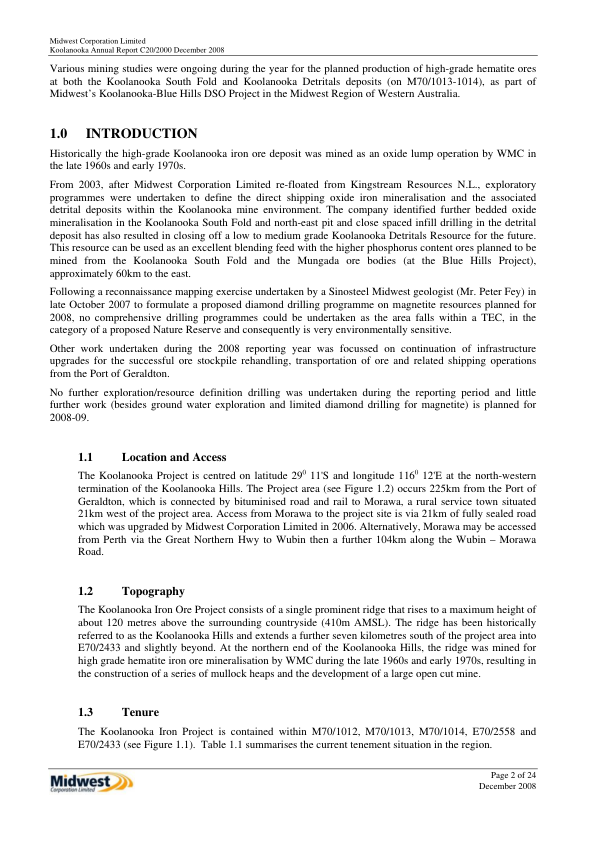 Midwest Corporation Limited
Koolanooka Annual Report C20/2000 December 2008
Various mining studies were ongoing during the year for the planned production of high-grade hematite ores
at both the Koolanooka South Fold and Koolanooka Detritals deposits (on M70/1013-1014), as part of
Midwest's Koolanooka-Blue Hills DSO Project in the Midwest Region of Western Australia.
1.0 INTRODUCTION
Historically the high-grade Koolanooka iron ore deposit was mined as an oxide lump operation by WMC in
the late 1960s and early 1970s.
From 2003, after Midwest Corporation Limited re-floated from Kingstream Resources N.L., exploratory
programmes were undertaken to define the direct shipping oxide iron mineralisation and the associated
detrital deposits within the Koolanooka mine environment. The company identified further bedded oxide
mineralisation in the Koolanooka South Fold and north-east pit and close spaced infill drilling in the detrital
deposit has also resulted in closing off a low to medium grade Koolanooka Detritals Resource for the future.
This resource can be used as an excellent blending feed with the higher phosphorus content ores planned to be
mined from the Koolanooka South Fold and the Mungada ore bodies (at the Blue Hills Project),
approximately 60km to the east.
Following a reconnaissance mapping exercise undertaken by a Sinosteel Midwest geologist (Mr. Peter Fey) in
late October 2007 to formulate a proposed diamond drilling programme on magnetite resources planned for
2008, no comprehensive drilling programmes could be undertaken as the area falls within a TEC, in the
category of a proposed Nature Reserve and consequently is very environmentally sensitive.
Other work undertaken during the 2008 reporting year was focussed on continuation of infrastructure
upgrades for the successful ore stockpile rehandling, transportation of ore and related shipping operations
from the Port of Geraldton.
No further exploration/resource definition drilling was undertaken during the reporting period and little
further work (besides ground water exploration and limited diamond drilling for magnetite) is planned for
2008-09.
1.1 Location and Access
The Koolanooka Project is centred on latitude 29⁰ 11'S and longitude 116⁰ 12'E at the north-western
termination of the Koolanooka Hills. The Project area (see Figure 1.2) occurs 225km from the Port of
Geraldton, which is connected by bituminised road and rail to Morawa, a rural service town situated
21km west of the project area. Access from Morawa to the project site is via 21km of fully sealed road
which was upgraded by Midwest Corporation Limited in 2006. Alternatively, Morawa may be accessed
from Perth via the Great Northern Hwy to Wubin then a further 104km along the Wubin – Morawa
Road.
1.2 Topography
The Koolanooka Iron Ore Project consists of a single prominent ridge that rises to a maximum height of
about 120 metres above the surrounding countryside (410m AMSL). The ridge has been historically
referred to as the Koolanooka Hills and extends a further seven kilometres south of the project area into
E70/2433 and slightly beyond. At the northern end of the Koolanooka Hills, the ridge was mined for
high grade hematite iron ore mineralisation by WMC during the late 1960s and early 1970s, resulting in
the construction of a series of mullock heaps and the development of a large open cut mine.
1.3 Tenure
The Koolanooka Iron Project is contained within M70/1012, M70/1013, M70/1014, E70/2558 and
E70/2433 (see Figure 1.1). Table 1.1 summarises the current tenement situation in the region.
Midwest
Corporation Limited
Page 2 of 24
December 2008